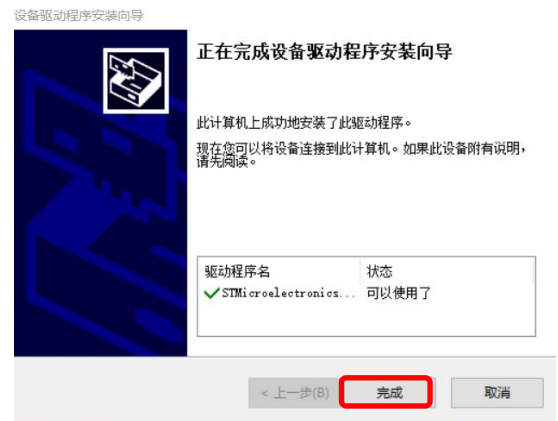 设备驱动程序安装向导
正在完成设备驱动程序安装向导
此计算机上成功地安装了此驱动程序。
现在您可以将设备连接到此计算机。如果此设备附有说明，
请先阅读。
驱动程序名 状态
STMicroelectronics... 可以使用了
< 上一步(B) 完成 取消